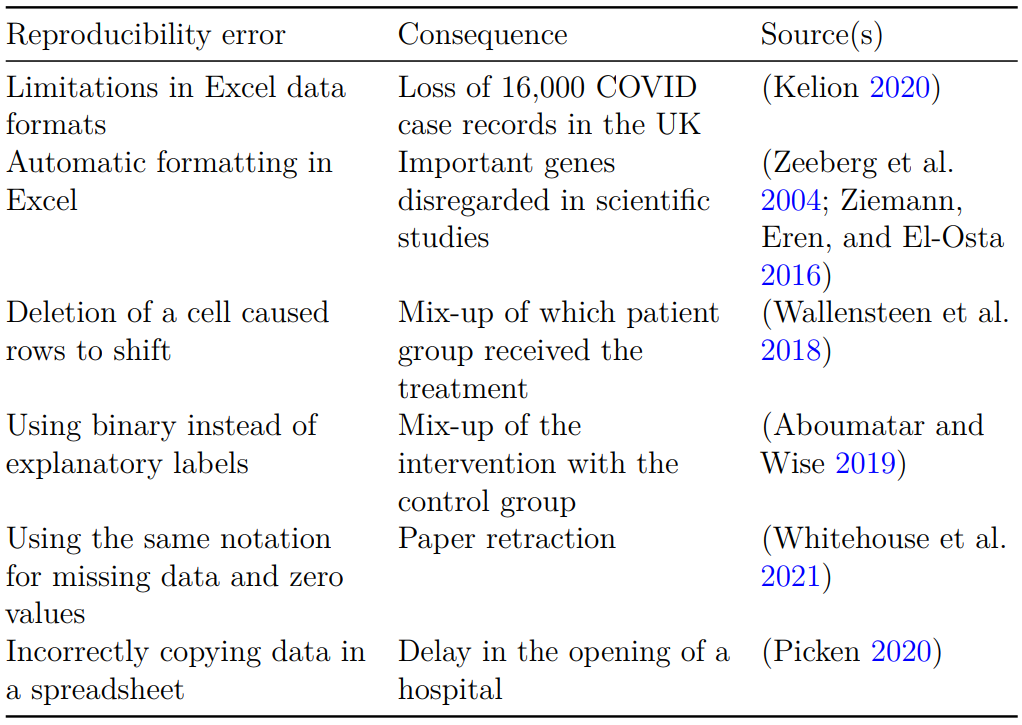 Reproducibility error Consequence Source(s)
Limitations in Excel data Loss of 16,000 COVID (Kelion 2020)
formats case records in the UK
Automatic formatting in Important genes (Zeeberg et al.
Excel disregarded in scientific 2004; Ziemann,
studies Eren, and El-Osta
2016)
Deletion of a cell caused Mix-up of which patient (Wallensteen et al.
rows to shift group received the 2018)
treatment
Using binary instead of Mix-up of the (Aboumatar and
explanatory labels intervention with the Wise 2019)
control group
Using the same notation Paper retraction (Whitehouse et al.
for missing data and zero 2021)
values
Incorrectly copying data in Delay in the opening of a (Picken 2020)
a spreadsheet hospital